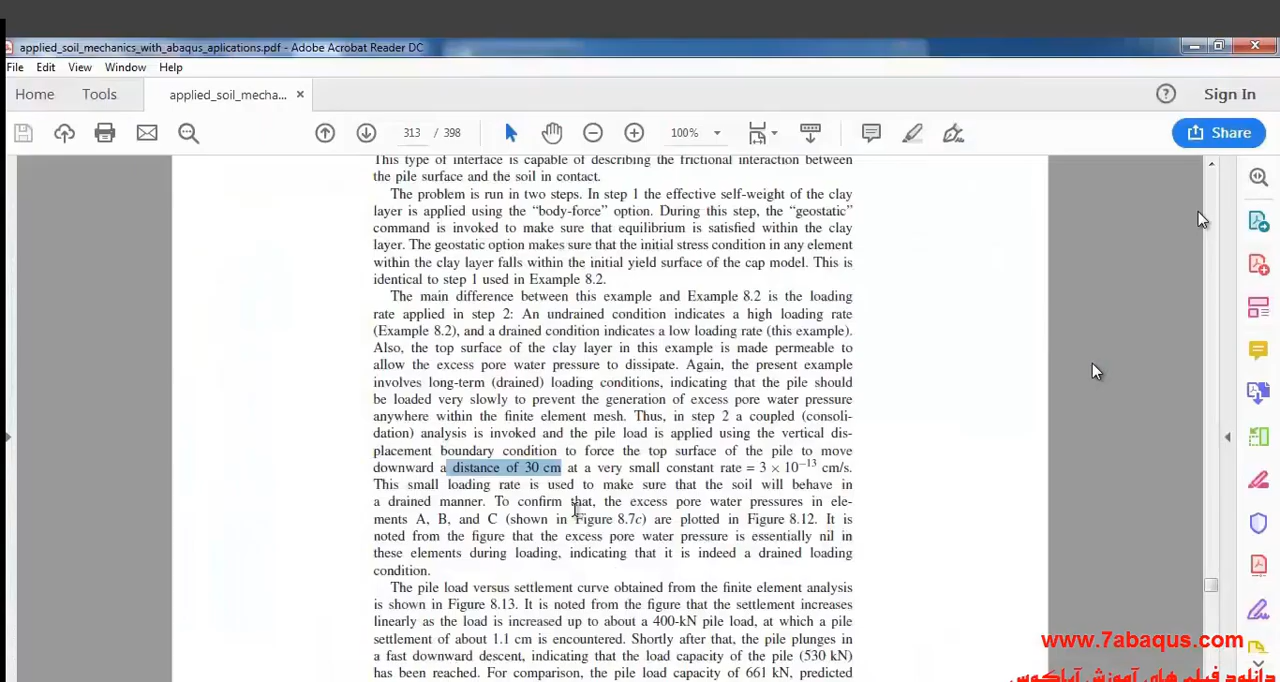 applied_soil_mechanics_with_abaqus_aplications.pdf - Adobe Acrobat Reader DC
File Edit View Window Help
Home Tools applied_soil_mecha... × Sign In
313 / 398 100% Share
This type of interface is capable of describing the frictional interaction between
the pile surface and the soil in contact.
The problem is run in two steps. In step 1 the effective self-weight of the clay
layer is applied using the “body-force” option. During this step, the “geostatic”
command is invoked to make sure that equilibrium is satisfied within the clay
layer. The geostatic option makes sure that the initial stress condition in any element
within the clay layer falls within the initial yield surface of the cap model. This is
identical to step 1 used in Example 8.2.
The main difference between this example and Example 8.2 is the loading
rate applied in step 2: An undrained condition indicates a high loading rate
(Example 8.2), and a drained condition indicates a low loading rate (this example).
Also, the top surface of the clay layer in this example is made permeable to
allow the excess pore water pressure to dissipate. Again, the present example
involves long-term (drained) loading conditions, indicating that the pile should
be loaded very slowly to prevent the generation of excess pore water pressure
anywhere within the finite element mesh. Thus, in step 2 a coupled (consoli-
dation) analysis is invoked and the pile load is applied using the vertical dis-
placement boundary condition to force the top surface of the pile to move
downward a distance of 30 cm at a very small constant rate = 3 × 10⁻¹³ cm/s.
This small loading rate is used to make sure that the soil will behave in
a drained manner. To confirm that, the excess pore water pressures in ele-
ments A, B, and C (shown in Figure 8.7c) are plotted in Figure 8.12. It is
noted from the figure that the excess pore water pressure is essentially nil in
these elements during loading, indicating that it is indeed a drained loading
condition.
The pile load versus settlement curve obtained from the finite element analysis
is shown in Figure 8.13. It is noted from the figure that the settlement increases
linearly as the load is increased up to about a 400-kN pile load, at which a pile
settlement of about 1.1 cm is encountered. Shortly after that, the pile plunges in
a fast downward descent, indicating that the load capacity of the pile (530 kN)
has been reached. For comparison, the pile load capacity of 661 kN, predicted
www.7abaqus.com
دانلود فیلم های آموزش آباکوس